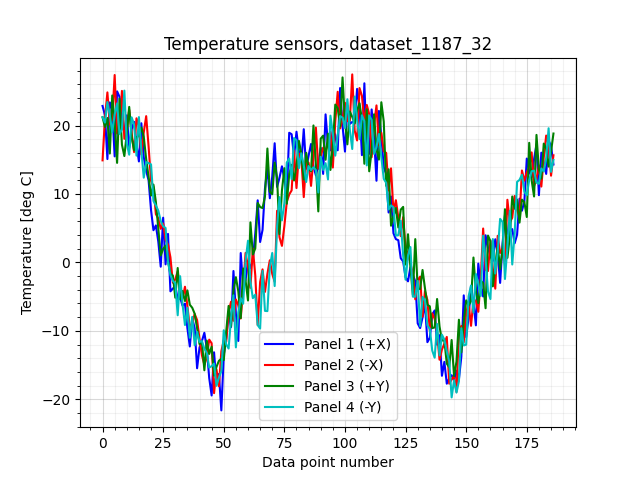 Temperature sensors, dataset_1187_32
Temperature [deg C]
20
10
0
−10
−20
Panel 1 (+X)
Panel 2 (-X)
Panel 3 (+Y)
Panel 4 (-Y)
0 25 50 75 100 125 150 175
Data point number